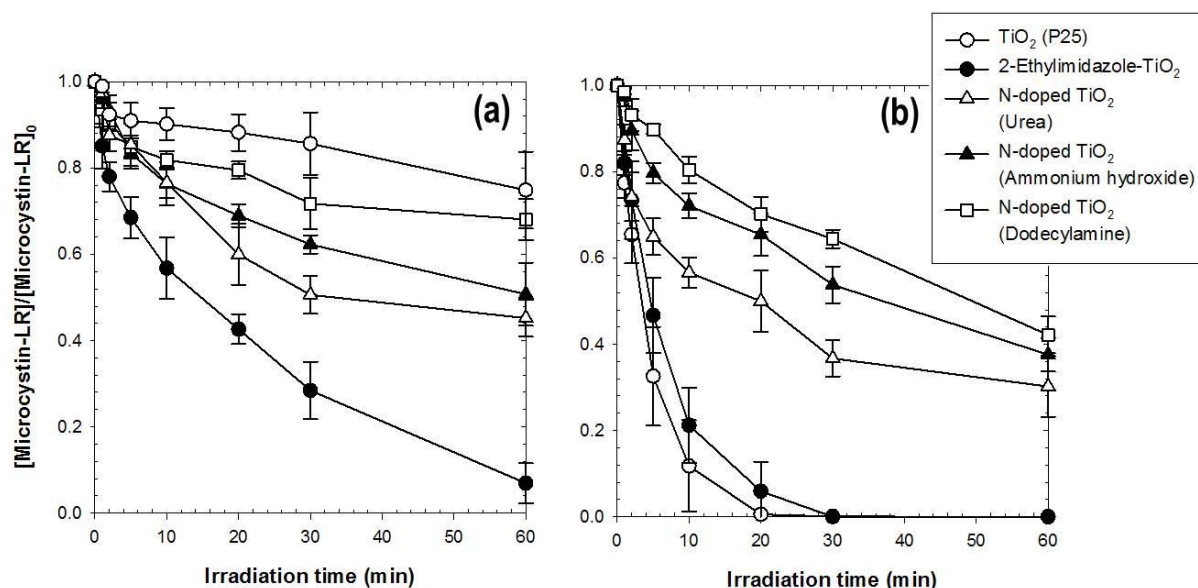 TiO₂ (P25)
2-Ethylimidazole-TiO₂
N-doped TiO₂
(Urea)
N-doped TiO₂
(Ammonium hydroxide)
N-doped TiO₂
(Dodecylamine)
(a)
(b)
[Microcystin-LR]/[Microcystin-LR]₀
1.0
0.8
0.6
0.4
0.2
0.0
0 10 20 30 40 50 60
Irradiation time (min)
1.0
0.8
0.6
0.4
0.2
0.0
0 10 20 30 40 50 60
Irradiation time (min)